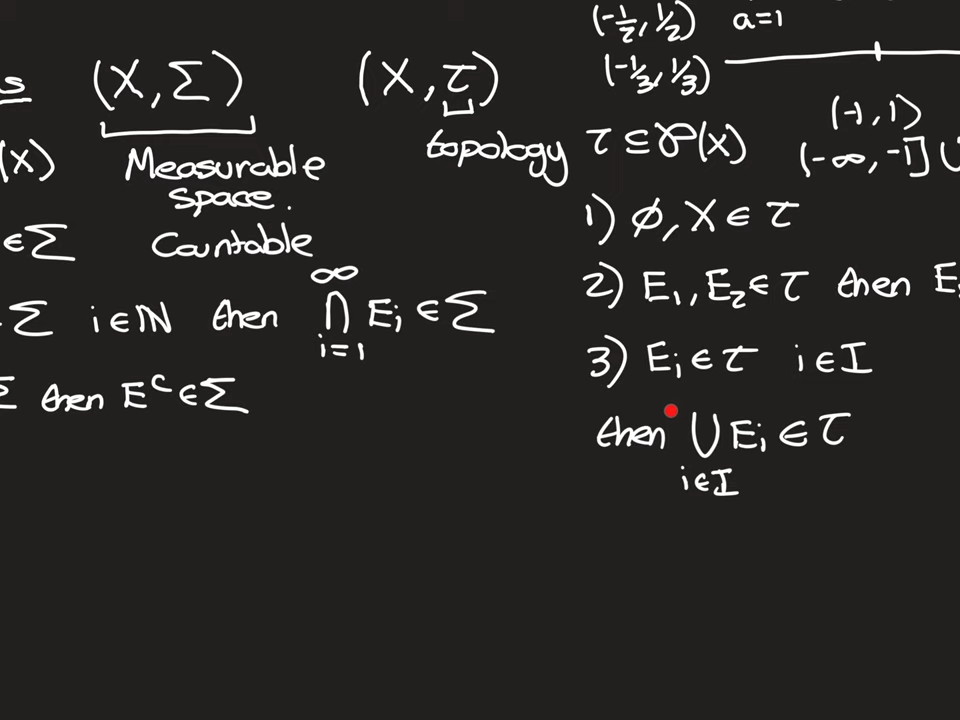 s (X, Σ) (X, τ)
(X) Measurable space. topology
∈Σ Countable
Σ i∈ℕ then ∞ ⋂ i=1 Eᵢ ∈ Σ
Σ then Eᶜ ∈ Σ
(-½, ½) a=1
(-⅓, ⅓)
τ ⊆ 𝒫(X)
(-1, 1)
(-∞, -1] ∪
1) ∅, X ∈ τ
2) E₁, E₂ ∈ τ then E
3) Eᵢ ∈ τ i∈I
then ⋃ Eᵢ ∈ τ
i∈I